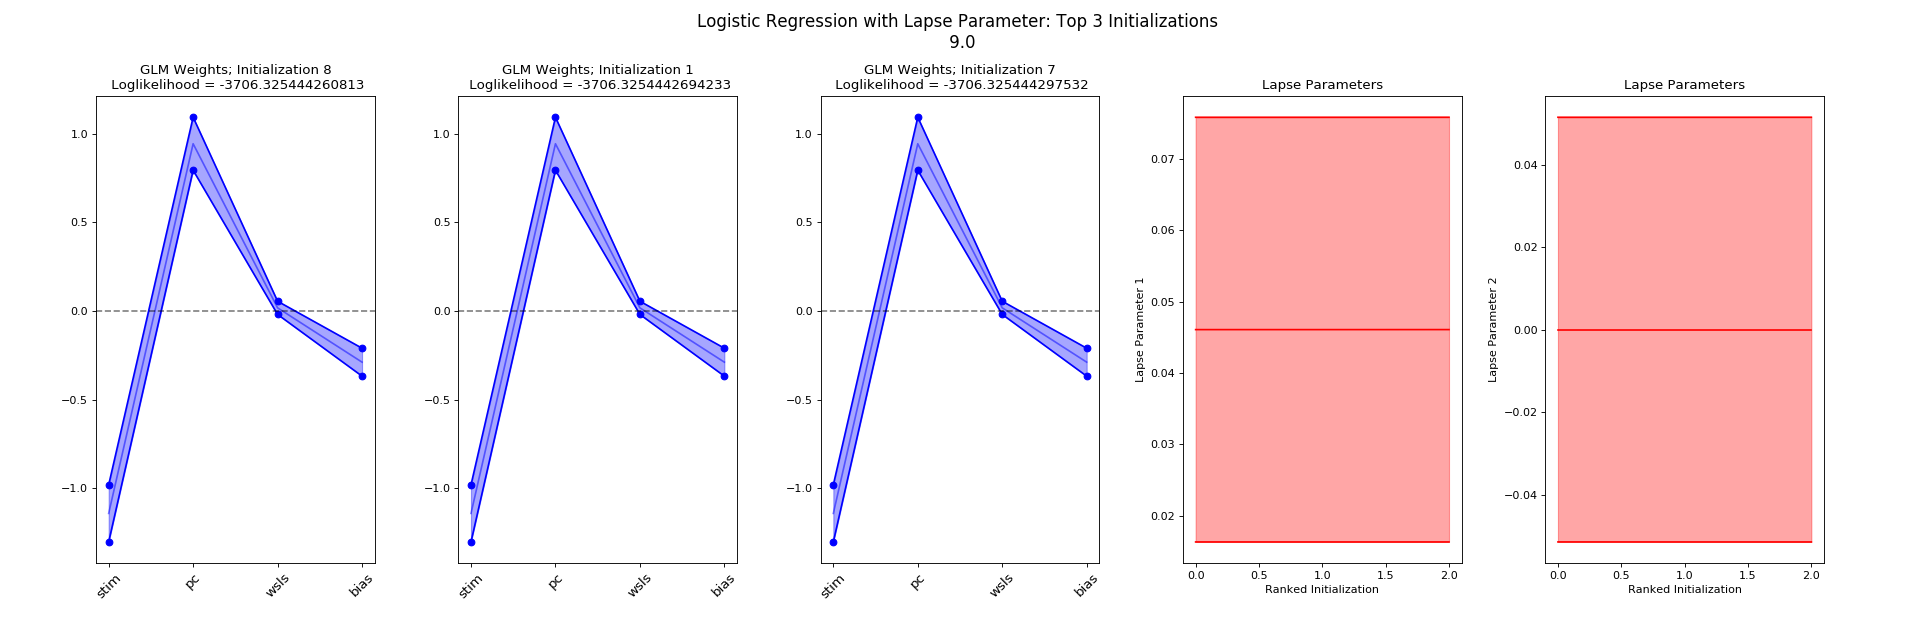 Logistic Regression with Lapse Parameter: Top 3 Initializations
9.0
GLM Weights; Initialization 8
Loglikelihood = -3706.325444260813
1.0
0.5
0.0
−0.5
−1.0
stim
pc
wsls
bias
GLM Weights; Initialization 1
Loglikelihood = -3706.3254442694233
1.0
0.5
0.0
−0.5
−1.0
stim
pc
wsls
bias
GLM Weights; Initialization 7
Loglikelihood = -3706.325444297532
1.0
0.5
0.0
−0.5
−1.0
stim
pc
wsls
bias
Lapse Parameters
Lapse Parameter 1
0.07
0.06
0.05
0.04
0.03
0.02
0.0
0.5
1.0
1.5
2.0
Ranked Initialization
Lapse Parameters
Lapse Parameter 2
0.04
0.02
0.00
−0.02
−0.04
0.0
0.5
1.0
1.5
2.0
Ranked Initialization